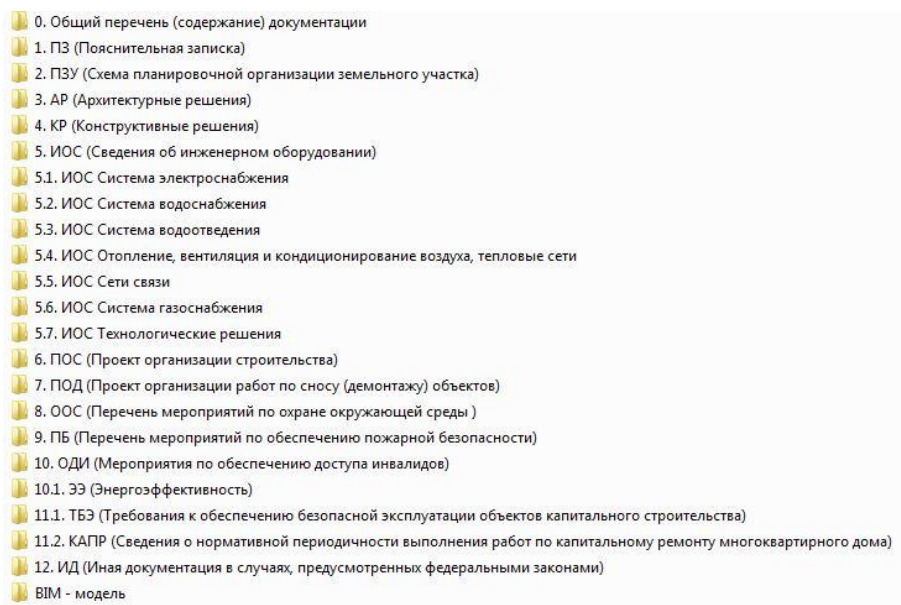 0. Общий перечень (содержание) документации
1. ПЗ (Пояснительная записка)
2. ПЗУ (Схема планировочной организации земельного участка)
3. АР (Архитектурные решения)
4. КР (Конструктивные решения)
5. ИОС (Сведения об инженерном оборудовании)
5.1. ИОС Система электроснабжения
5.2. ИОС Система водоснабжения
5.3. ИОС Система водоотведения
5.4. ИОС Отопление, вентиляция и кондиционирование воздуха, тепловые сети
5.5. ИОС Сети связи
5.6. ИОС Система газоснабжения
5.7. ИОС Технологические решения
6. ПОС (Проект организации строительства)
7. ПОД (Проект организации работ по сносу (демонтажу) объектов)
8. ООС (Перечень мероприятий по охране окружающей среды )
9. ПБ (Перечень мероприятий по обеспечению пожарной безопасности)
10. ОДИ (Мероприятия по обеспечению доступа инвалидов)
10.1. ЭЭ (Энергоэффективность)
11.1. ТБЭ (Требования к обеспечению безопасной эксплуатации объектов капитального строительства)
11.2. КАПР (Сведения о нормативной периодичности выполнения работ по капитальному ремонту многоквартирного дома)
12. ИД (Иная документация в случаях, предусмотренных федеральными законами)
BIM - модель